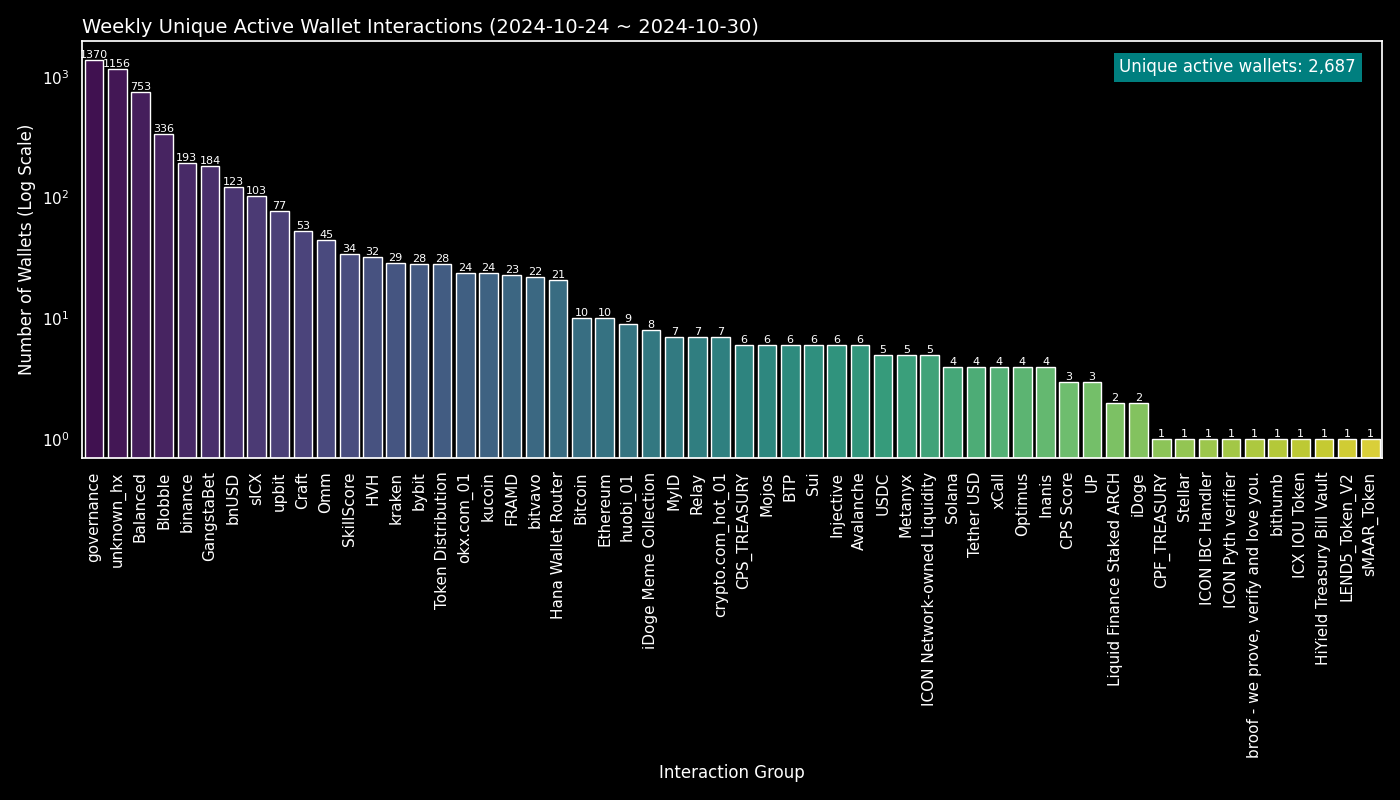 Weekly Unique Active Wallet Interactions (2024-10-24 ~ 2024-10-30)
Unique active wallets: 2,687
Number of Wallets (Log Scale)
10³
10²
10¹
10⁰
1370
1156
753
336
193
184
123
103
77
53
45
34
32
29
28
28
24
24
23
22
21
10
10
9
8
7
7
7
6
6
6
6
6
6
5
5
5
4
4
4
4
4
3
3
2
2
1
1
1
1
1
1
1
1
1
1
governance
unknown_hx
Balanced
Blobble
binance
GangstaBet
bnUSD
sICX
upbit
Craft
Omm
SkillScore
HVH
kraken
bybit
Token Distribution
okx.com_01
kucoin
FRAMD
bitvavo
Hana Wallet Router
Bitcoin
Ethereum
huobi_01
iDoge Meme Collection
MyID
Relay
crypto.com_hot_01
CPS_TREASURY
Mojos
BTP
Sui
Injective
Avalanche
USDC
Metanyx
ICON Network-owned Liquidity
Solana
Tether USD
xCall
Optimus
Inanis
CPS Score
UP
Liquid Finance Staked ARCH
iDoge
CPF_TREASURY
Stellar
ICON IBC Handler
ICON Pyth verifier
broof - we prove, verify and love you.
bithumb
ICX IOU Token
HiYield Treasury Bill Vault
LEND5_Token_V2
sMAAR_Token
Interaction Group